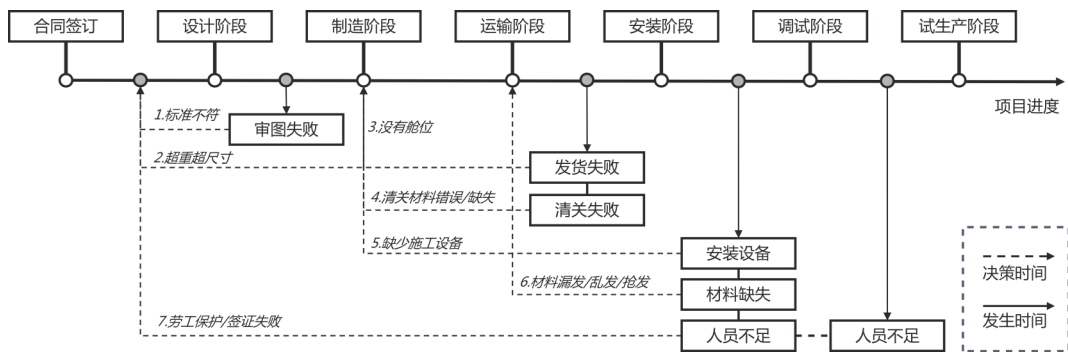 合同签订
设计阶段
制造阶段
运输阶段
安装阶段
调试阶段
试生产阶段
项目进度
1.标准不符
审图失败
3.没有舱位
2.超重超尺寸
发货失败
4.清关材料错误/缺失
清关失败
5.缺少施工设备
安装设备
6.材料漏发/乱发/抢发
材料缺失
7.劳工保护/签证失败
人员不足
人员不足
决策时间
发生时间